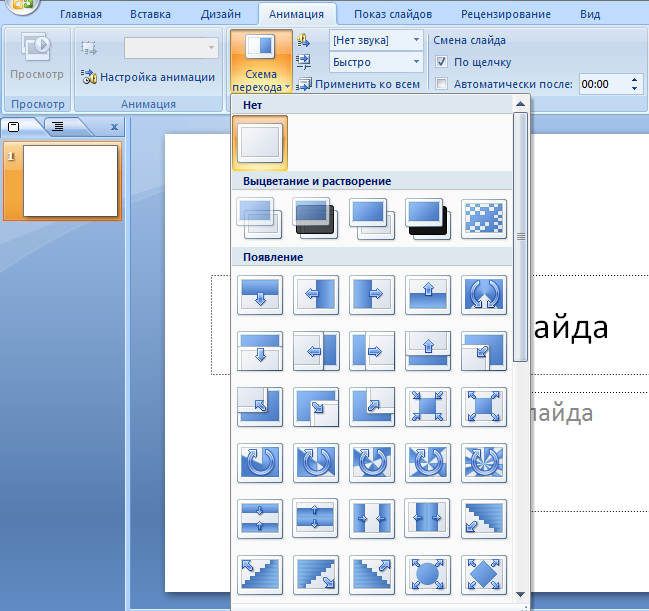 Главная Вставка Дизайн Анимация Показ слайдов Рецензирование Вид
Просмотр
Просмотр
Настройка анимации
Анимация
Схема
перехода
[Нет звука]
Быстро
Применить ко всем
Смена слайда
По щелчку
Автоматически после: 00:00
Нет
1
Выцветание и растворение
Появление
айда
лайда